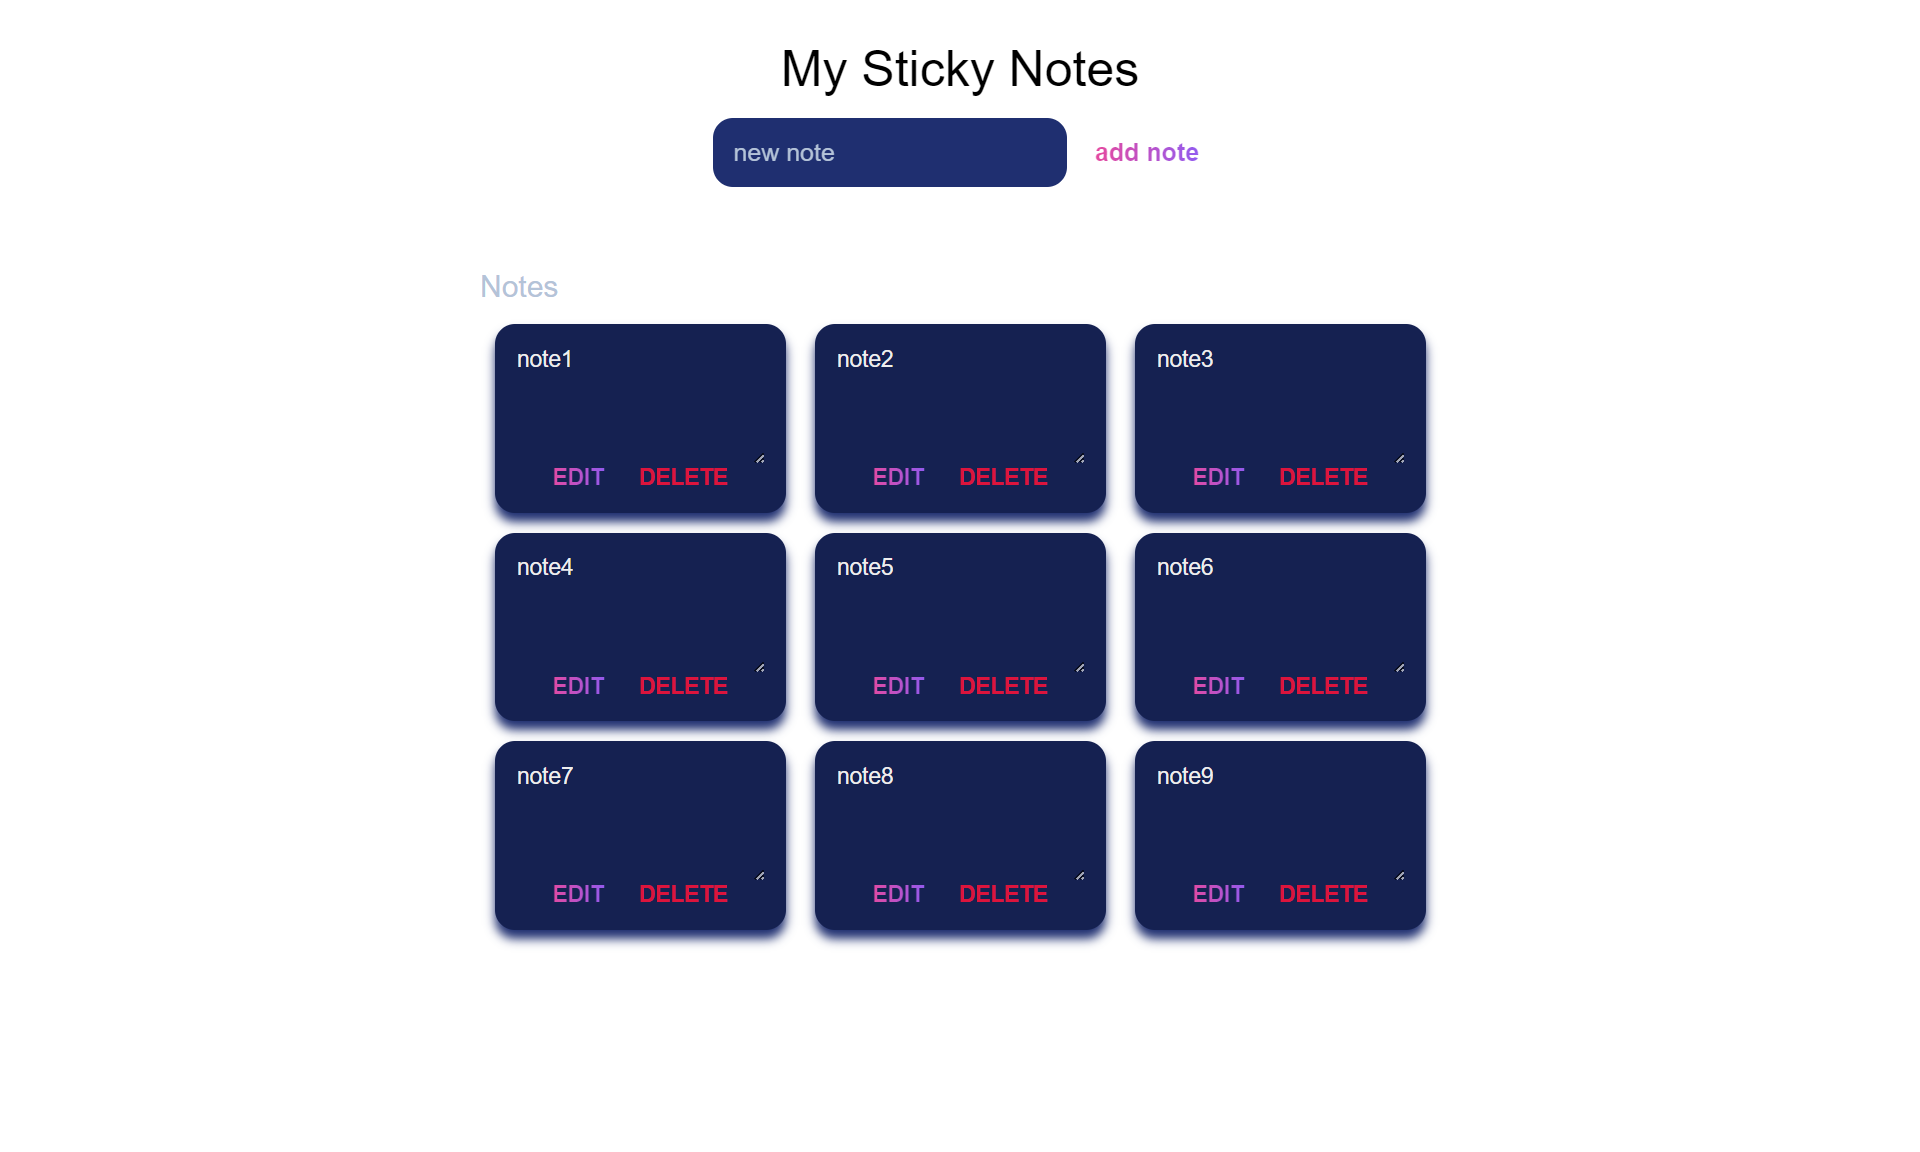 My Sticky Notes
new note add note
Notes
note1 note2 note3
EDIT DELETE EDIT DELETE EDIT DELETE
note4 note5 note6
EDIT DELETE EDIT DELETE EDIT DELETE
note7 note8 note9
EDIT DELETE EDIT DELETE EDIT DELETE